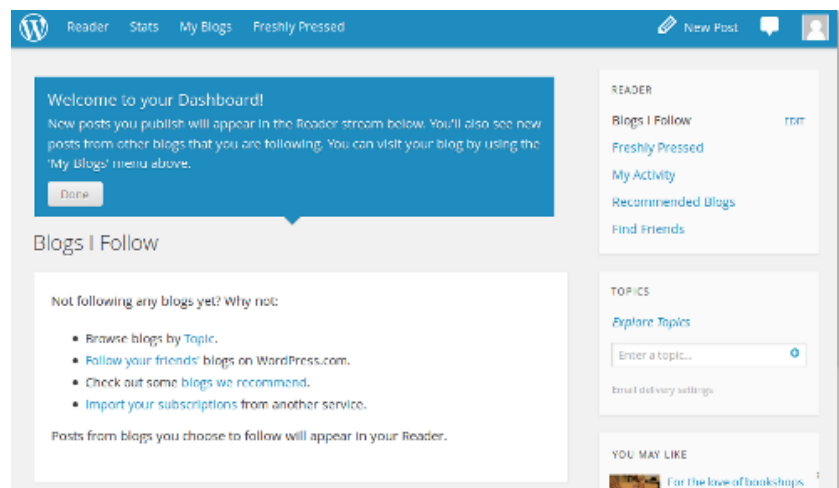 Reader Stats My Blogs Freshly Pressed New Post
Welcome to your Dashboard!
New posts you publish will appear in the Reader stream below. You'll also see new
posts from other blogs that you are following. You can visit your blog by using the
'My Blogs' menu above.
Done
Blogs I Follow
Not following any blogs yet? Why not:
• Browse blogs by Topic.
• Follow your friends' blogs on WordPress.com.
• Check out some blogs we recommend.
• Import your subscriptions from another service.
Posts from blogs you choose to follow will appear in your Reader.
READER
Blogs I Follow EDIT
Freshly Pressed
My Activity
Recommended Blogs
Find Friends
TOPICS
Explore Topics
Enter a topic...
Email delivery settings
YOU MAY LIKE
For the love of bookshops